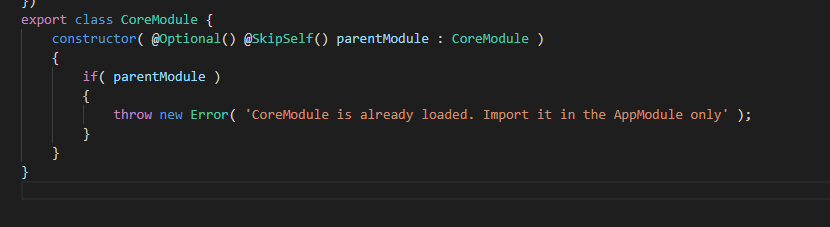 })
export class CoreModule {
constructor( @Optional() @SkipSelf() parentModule : CoreModule )
{
if( parentModule )
{
throw new Error( 'CoreModule is already loaded. Import it in the AppModule only' );
}
}
}